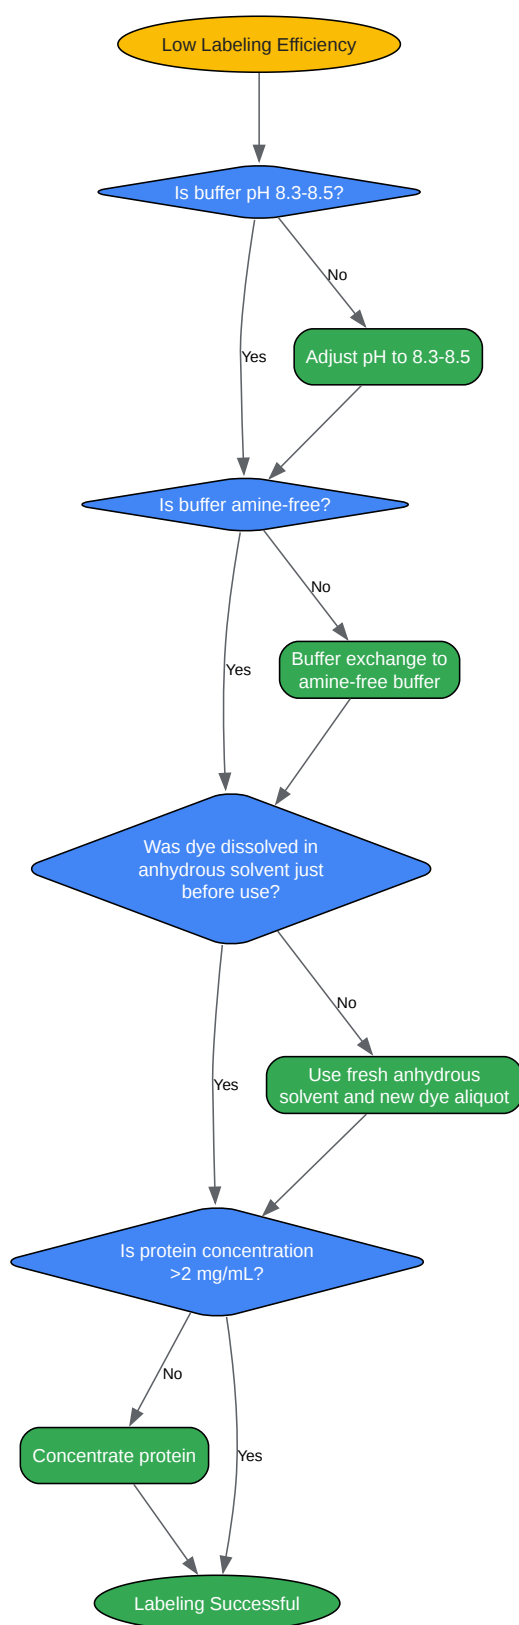 Low Labeling Efficiency
Is buffer pH 8.3-8.5?
No
Yes
Adjust pH to 8.3-8.5
Is buffer amine-free?
No
Yes
Buffer exchange to
amine-free buffer
Was dye dissolved in
anhydrous solvent just
before use?
No
Yes
Use fresh anhydrous
solvent and new dye aliquot
Is protein concentration
>2 mg/mL?
No
Yes
Concentrate protein
Labeling Successful